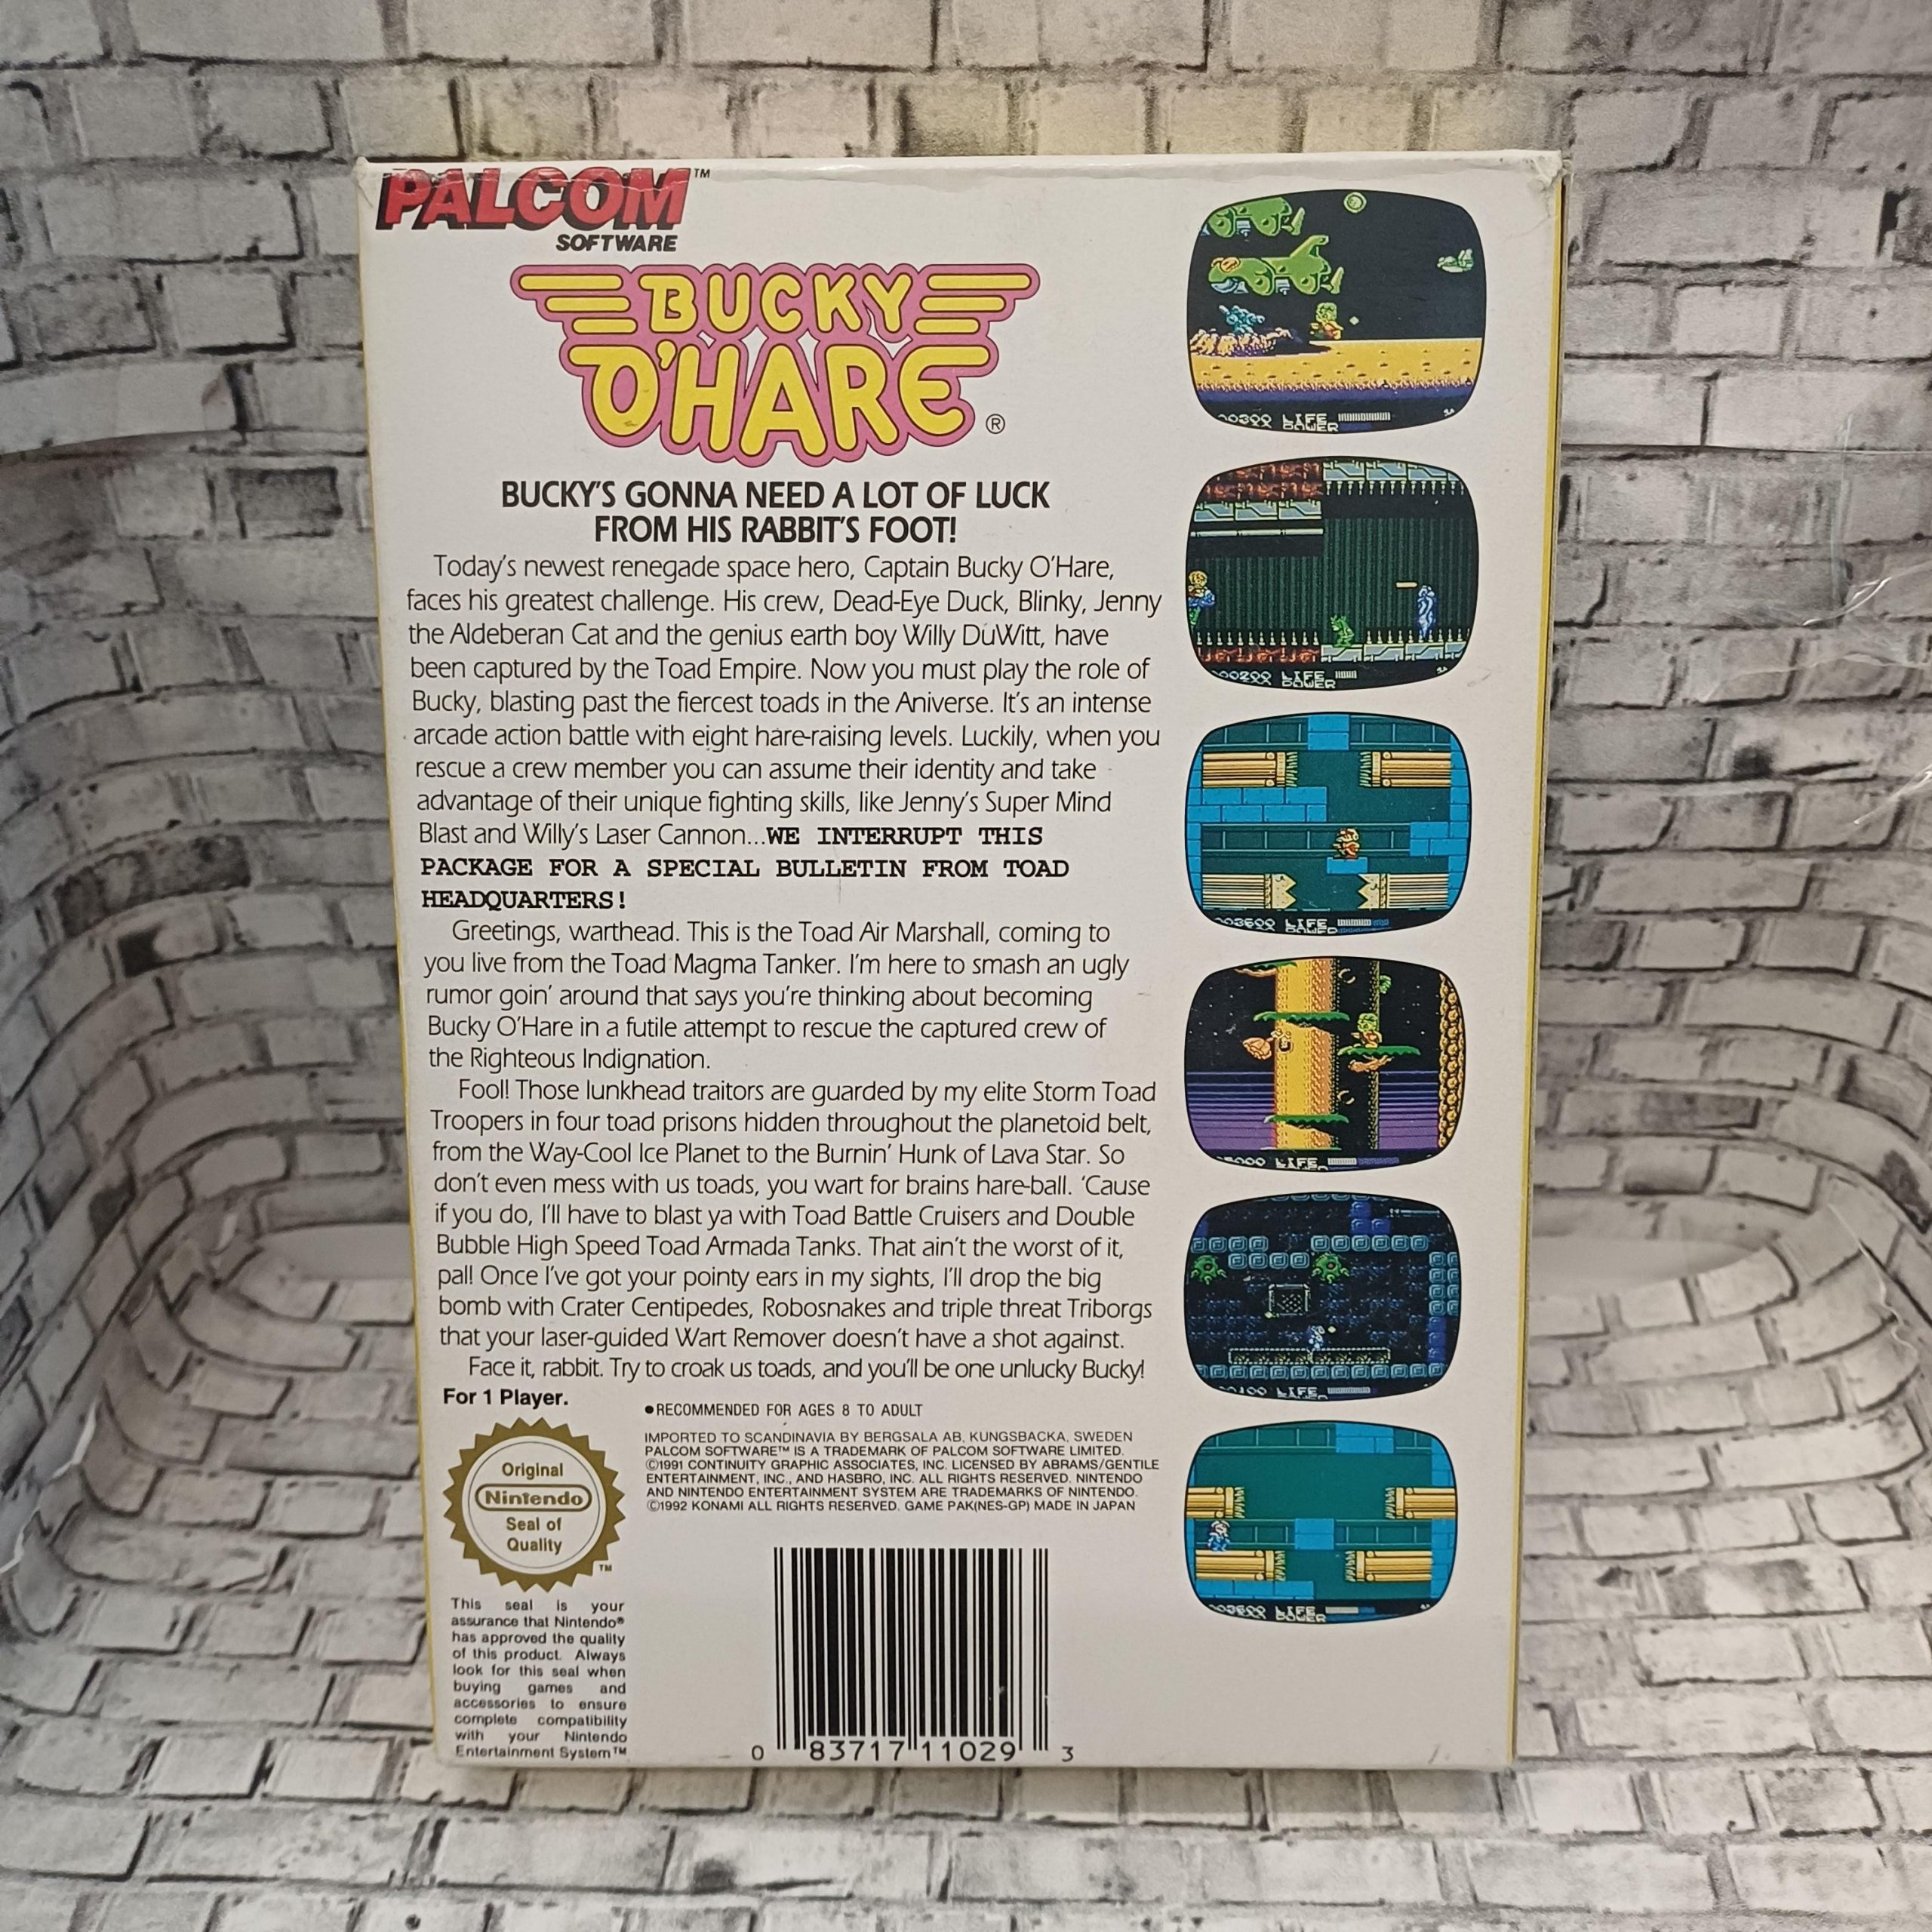 PALCOM™
SOFTWARE
BUCKY
O'HARE®
BUCKY'S GONNA NEED A LOT OF LUCK
FROM HIS RABBIT'S FOOT!
Today's newest renegade space hero, Captain Bucky O'Hare,
faces his greatest challenge. His crew, Dead-Eye Duck, Blinky, Jenny
the Aldeberan Cat and the genius earth boy Willy DuWitt, have
been captured by the Toad Empire. Now you must play the role of
Bucky, blasting past the fiercest toads in the Aniverse. It's an intense
arcade action battle with eight hare-raising levels. Luckily, when you
rescue a crew member you can assume their identity and take
advantage of their unique fighting skills, like Jenny's Super Mind
Blast and Willy's Laser Cannon...WE INTERRUPT THIS
PACKAGE FOR A SPECIAL BULLETIN FROM TOAD
HEADQUARTERS!
Greetings, warthead. This is the Toad Air Marshall, coming to
you live from the Toad Magma Tanker. I'm here to smash an ugly
rumor goin' around that says you're thinking about becoming
Bucky O'Hare in a futile attempt to rescue the captured crew of
the Righteous Indignation.
Fool! Those lunkhead traitors are guarded by my elite Storm Toad
Troopers in four toad prisons hidden throughout the planetoid belt,
from the Way-Cool Ice Planet to the Burnin' Hunk of Lava Star. So
don't even mess with us toads, you wart for brains hare-ball. 'Cause
if you do, I'll have to blast ya with Toad Battle Cruisers and Double
Bubble High Speed Toad Armada Tanks. That ain't the worst of it,
pal! Once I've got your pointy ears in my sights, I'll drop the big
bomb with Crater Centipedes, Robosnakes and triple threat Triborgs
that your laser-guided Wart Remover doesn't have a shot against.
Face it, rabbit. Try to croak us toads, and you'll be one unlucky Bucky!
For 1 Player.
●RECOMMENDED FOR AGES 8 TO ADULT
IMPORTED TO SCANDINAVIA BY BERGSALA AB, KUNGSBACKA, SWEDEN
PALCOM SOFTWARE™ IS A TRADEMARK OF PALCOM SOFTWARE LIMITED.
©1991 CONTINUITY GRAPHIC ASSOCIATES, INC. LICENSED BY ABRAMS/GENTILE
ENTERTAINMENT, INC., AND HASBRO, INC. ALL RIGHTS RESERVED. NINTENDO
AND NINTENDO ENTERTAINMENT SYSTEM ARE TRADEMARKS OF NINTENDO.
©1992 KONAMI ALL RIGHTS RESERVED. GAME PAK(NES-GP) MADE IN JAPAN
Original
Nintendo
Seal of
Quality
TM
This seal is your
assurance that Nintendo®
has approved the quality
of this product. Always
look for this seal when
buying games and
accessories to ensure
complete compatibility
with your Nintendo
Entertainment System™
0 83717 11029 3
LIFE
POWER
LIFE
POWER
LIFE
POWER
LIFE
LIFE
LIFE
POWER